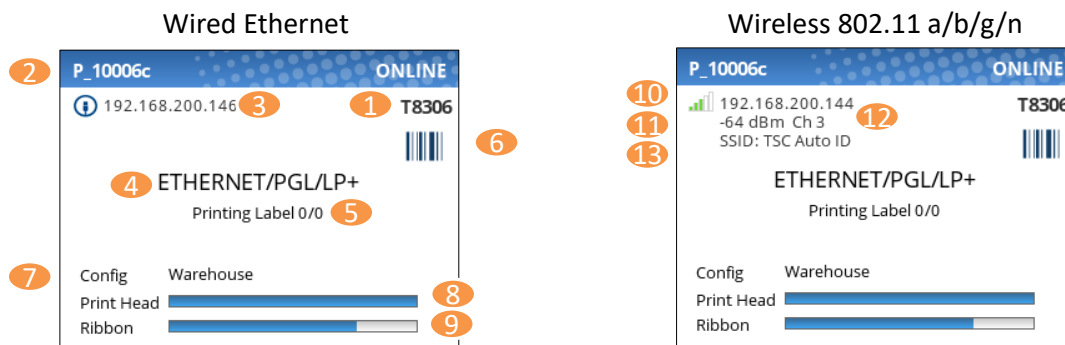 Wired Ethernet
2 P_10006c ONLINE
192.168.200.146 3 1 T8306
6
4 ETHERNET/PGL/LP+
Printing Label 0/0 5
7 Config Warehouse
Print Head 8
Ribbon 9
Wireless 802.11 a/b/g/n
P_10006c ONLINE
10 192.168.200.144 T8306
11 -64 dBm Ch 3 12
13 SSID: TSC Auto ID
ETHERNET/PGL/LP+
Printing Label 0/0
Config Warehouse
Print Head
Ribbon